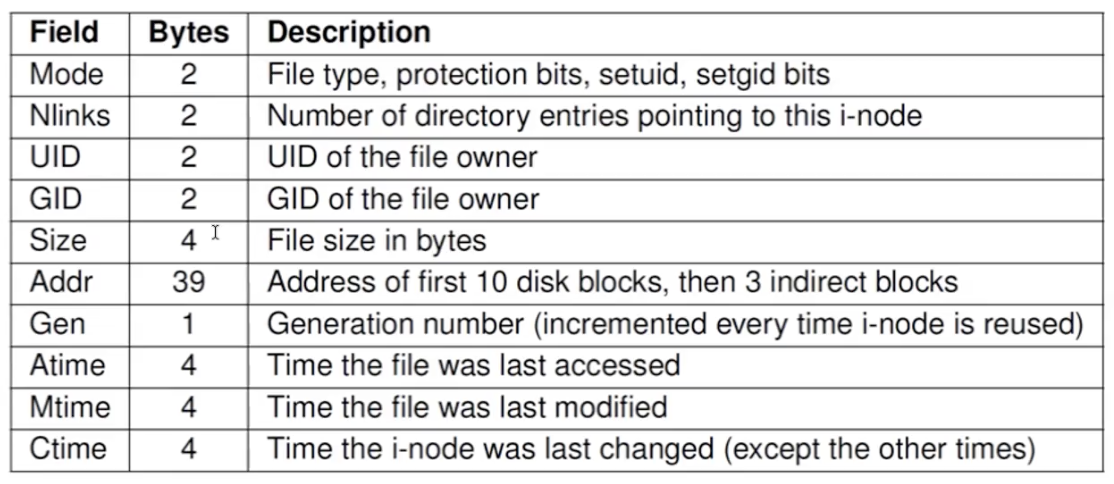 Field Bytes Description
Mode 2 File type, protection bits, setuid, setgid bits
Nlinks 2 Number of directory entries pointing to this i-node
UID 2 UID of the file owner
GID 2 GID of the file owner
Size 4 File size in bytes
Addr 39 Address of first 10 disk blocks, then 3 indirect blocks
Gen 1 Generation number (incremented every time i-node is reused)
Atime 4 Time the file was last accessed
Mtime 4 Time the file was last modified
Ctime 4 Time the i-node was last changed (except the other times)